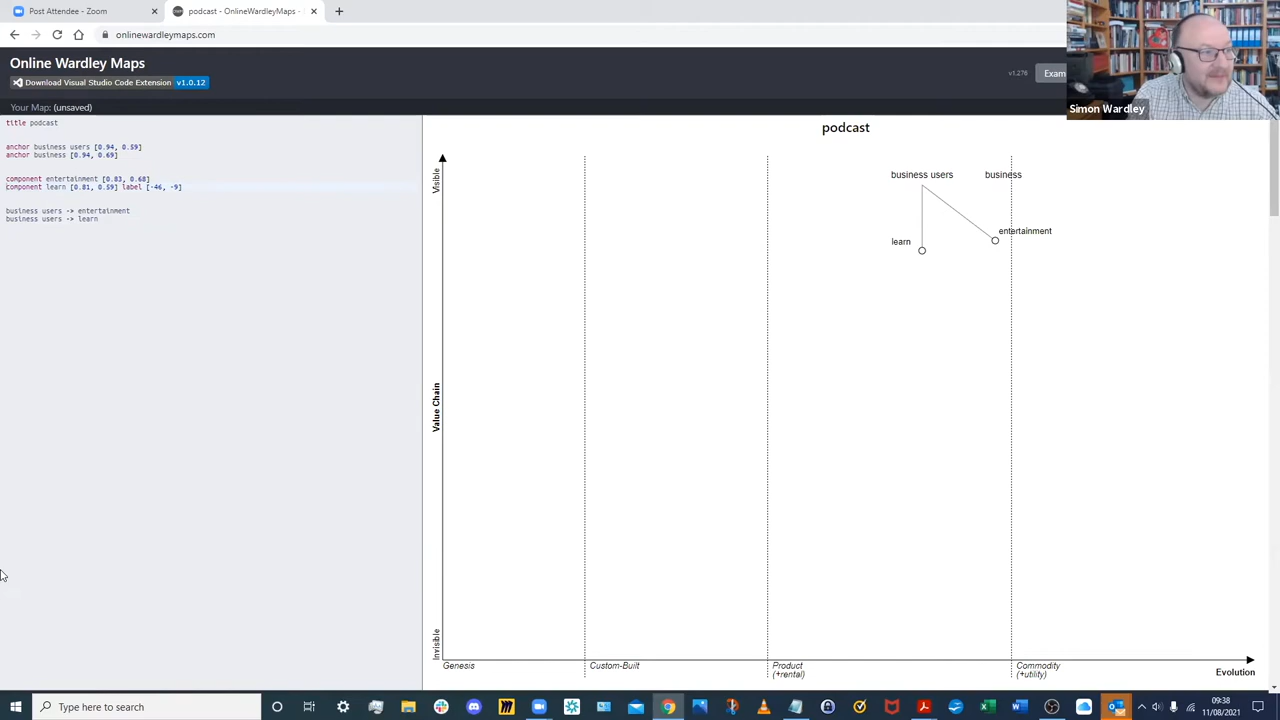 Post Attendee - Zoom
podcast - OnlineWardleyMaps -
onlinewardleymaps.com
Online Wardley Maps
Download Visual Studio Code Extension v1.0.12
v1.276
Exam
Simon Wardley
Your Map: (unsaved)
title podcast
anchor business users [0.94, 0.59]
anchor business [0.94, 0.69]
component entertainment [0.83, 0.68]
component learn [0.81, 0.59] label [-46, -9]
business users -> entertainment
business users -> learn
podcast
Visible
business users
business
entertainment
learn
Value Chain
Invisible
Genesis
Custom-Built
Product
(+rental)
Commodity
(+utility)
Evolution
Type here to search
09:38
11/08/2021